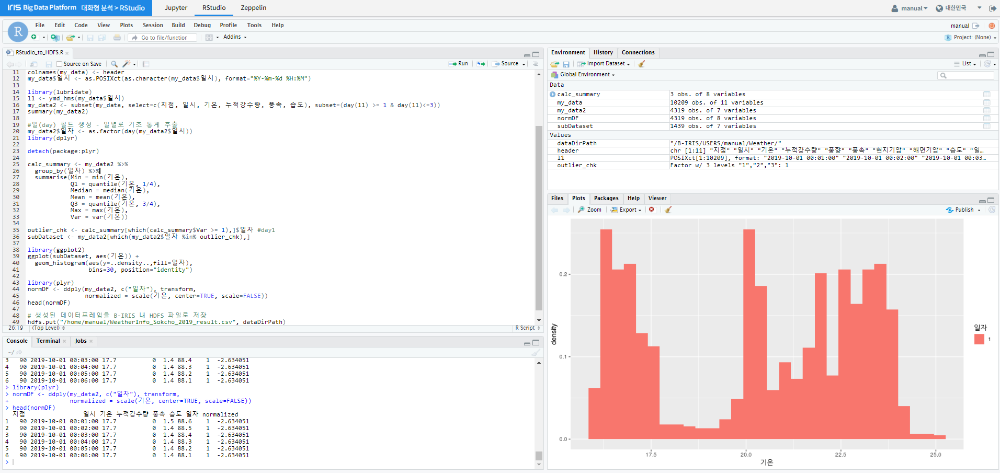 IRIS Big Data Platform 대화형 분석 > RStudio
Jupyter
RStudio
Zeppelin
manual
대한민국
R
File Edit Code View Plots Session Build Debug Profile Tools Help
manual
Go to file/function
Addins
R Project: (None)
RStudio_to_HDFS.R
Source on Save
Run
Source
11 colnames(my_data) <- header
12 my_data$일시 <- as.POSIXct(as.character(my_data$일시), format="%Y-%m-%d %H:%M")
13
14 library(lubridate)
15 l1 <- ymd_hms(my_data$일시)
16 my_data2 <- subset(my_data, select=c(지점, 일시, 기온, 누적강수량, 풍속, 습도), subset=(day(l1) >= 1 & day(l1)<=3))
17 summary(my_data2)
18
19 #일(day) 필드 생성 - 일별로 기초 통계 추출
20 my_data2$일자 <- as.factor(day(my_data2$일시))
21 library(dplyr)
22
23 detach(package:plyr)
24
25 calc_summary <- my_data2 %>%
26 group_by(일자) %>%
27 summarise(Min = min(기온),
28 Q1 = quantile(기온, 1/4),
29 Median = median(기온),
30 Mean = mean(기온),
31 Q3 = quantile(기온, 3/4),
32 Max = max(기온),
33 Var = var(기온))
34
35 outlier_chk <- calc_summary[which(calc_summary$Var >= 1),]$일자 #day1
36 subDataset <- my_data2[which(my_data2$일자 %in% outlier_chk),]
37
38 library(ggplot2)
39 ggplot(subDataset, aes(기온)) +
40 geom_histogram(aes(y=..density..,fill=일자),
41 bins=30, position="identity")
42
43 library(plyr)
44 normDF <- ddply(my_data2, c("일자"), transform,
45 normalized = scale(기온, center=TRUE, scale=FALSE))
46 head(normDF)
47
48 # 생성된 데이터프레임을 B-IRIS 내 HDFS 파일로 저장
49 hdfs.put("/home/manual/WeatherInfo_Sokcho_2019_result.csv", dataDirPath)
26:19 (Top Level) R Script
Console Terminal Jobs
~/
3 90 2019-10-01 00:03:00 17.7 0 1.4 88.4 1 -2.634051
4 90 2019-10-01 00:04:00 17.7 0 1.4 88.3 1 -2.634051
5 90 2019-10-01 00:05:00 17.7 0 1.4 88.2 1 -2.634051
6 90 2019-10-01 00:06:00 17.7 0 1.4 88.1 1 -2.634051
> library(plyr)
> normDF <- ddply(my_data2, c("일자"), transform,
+ normalized = scale(기온, center=TRUE, scale=FALSE))
> head(normDF)
지점 일시 기온 누적강수량 풍속 습도 일자 normalized
1 90 2019-10-01 00:01:00 17.7 0 1.5 88.6 1 -2.634051
2 90 2019-10-01 00:02:00 17.7 0 1.4 88.5 1 -2.634051
3 90 2019-10-01 00:03:00 17.7 0 1.4 88.4 1 -2.634051
4 90 2019-10-01 00:04:00 17.7 0 1.4 88.3 1 -2.634051
5 90 2019-10-01 00:05:00 17.7 0 1.4 88.2 1 -2.634051
6 90 2019-10-01 00:06:00 17.7 0 1.4 88.1 1 -2.634051
>
Environment History Connections
Import Dataset
List
Global Environment
Data
calc_summary 3 obs. of 8 variables
my_data 10209 obs. of 11 variables
my_data2 4319 obs. of 7 variables
normDF 4319 obs. of 8 variables
subDataset 1439 obs. of 7 variables
Values
dataDirPath "/B-IRIS/USERS/manual/Weather/"
header chr [1:11] "지점" "일시" "기온" "누적강수량" "풍향" "풍속" "현지기압" "해면기압" "습도" "일…
l1 POSIXct[1:10209], format: "2019-10-01 00:01:00" "2019-10-01 00:02:00" "2019-10-01 00:03…
outlier_chk Factor w/ 3 levels "1","2","3": 1
Files Plots Packages Help Viewer
Zoom Export Publish
0.2
0.1
0.0
density
17.5 20.0 22.5 25.0
기온
일자
1